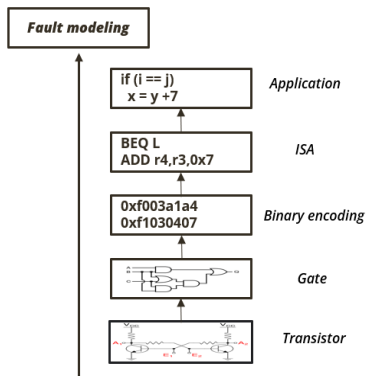 Fault modeling
if (i == j)
x = y +7
Application
BEQ L
ADD r4,r3,0x7
ISA
0xf003a1a4
0xf1030407
Binary encoding
A
B
C
Q
Gate
Transistor